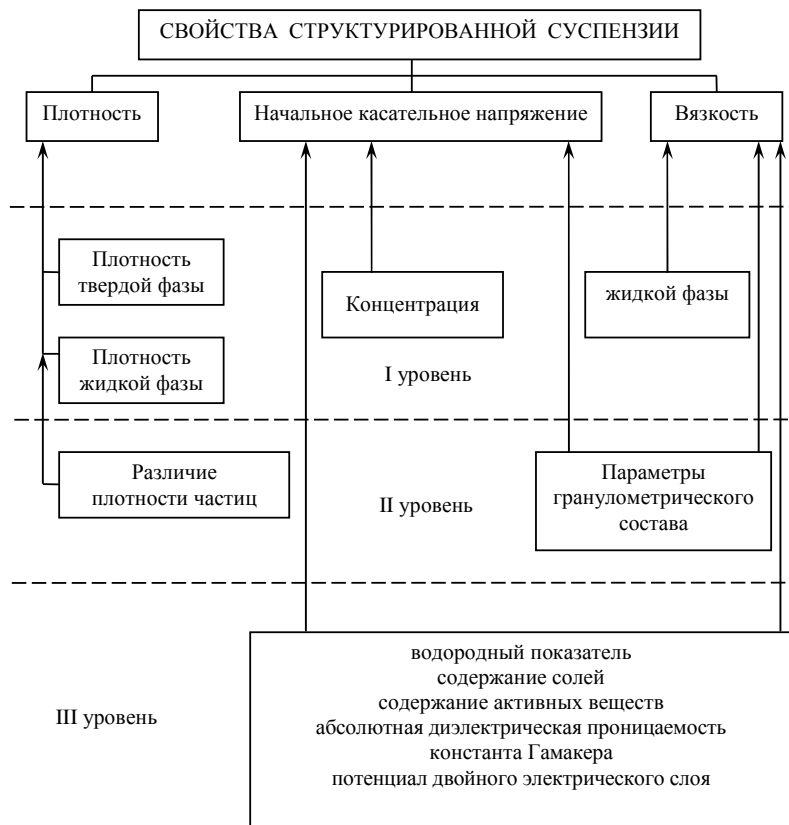 СВОЙСТВА СТРУКТУРИРОВАННОЙ СУСПЕНЗИИ
Плотность
Начальное касательное напряжение
Вязкость
Плотность
твердой фазы
Концентрация
жидкой фазы
Плотность
жидкой фазы
I уровень
Различие
плотности частиц
II уровень
Параметры
гранулометрического
состава
III уровень
водородный показатель
содержание солей
содержание активных веществ
абсолютная диэлектрическая проницаемость
константа Гамакера
потенциал двойного электрического слоя